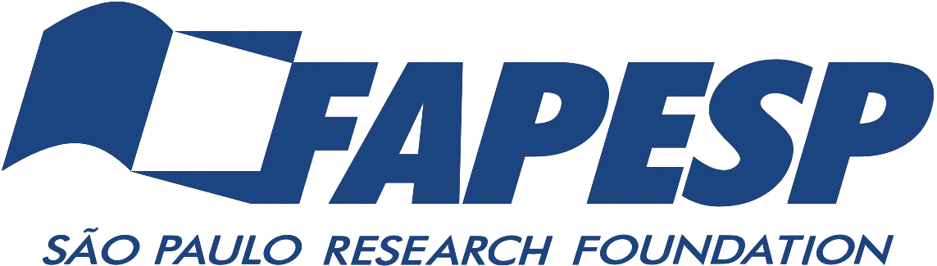 FAPESP
SÃO PAULO RESEARCH FOUNDATION